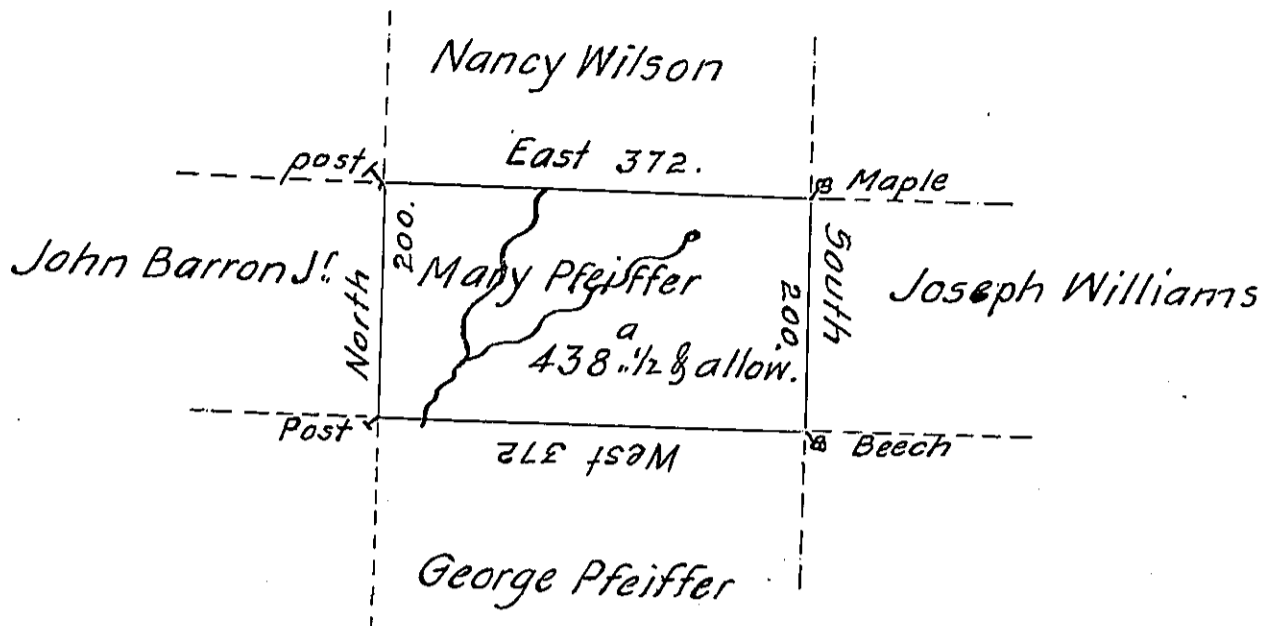 Nancy Wilson
East 372.
post
Maple
200.
South
John Barron Jr.
Mary Pfeiffer
Joseph Williams
North
200.
a
438 " 1/2 & allow.
Post
West 372
Beech
George Pfeiffer